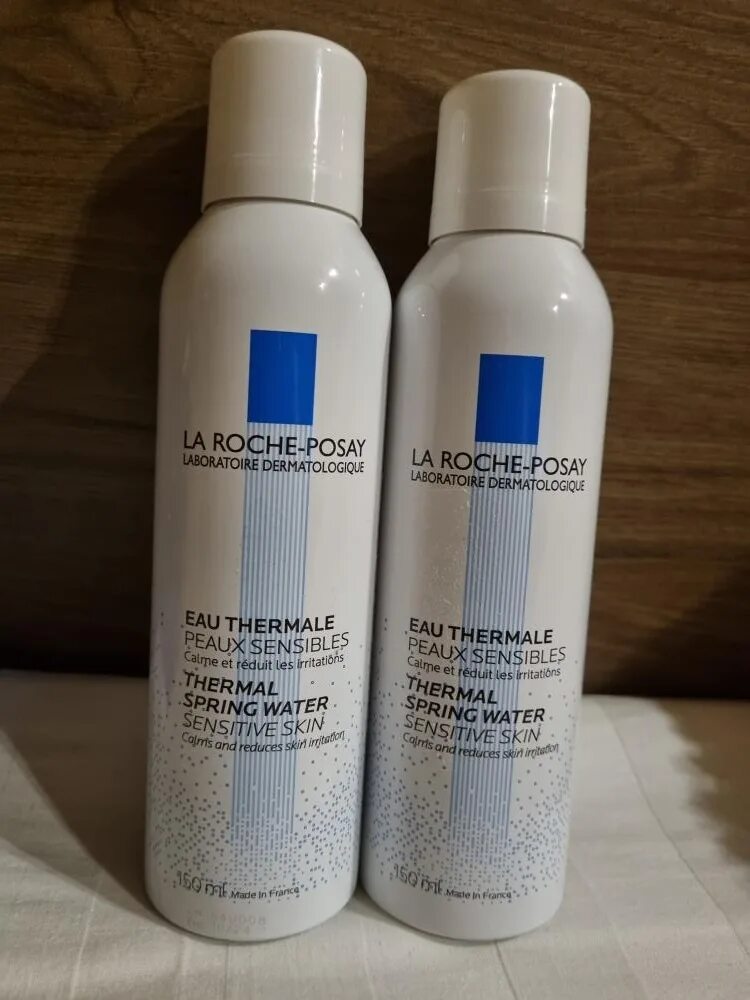 LA ROCHE-POSAY
LABORATOIRE DERMATOLOGIQUE
EAU THERMALE
PEAUX SENSIBLES
Calme et réduit les irritations
THERMAL
SPRING WATER
SENSITIVE SKIN
Calms and reduces skin irritation
150 ml Made in France
LA ROCHE-POSAY
LABORATOIRE DERMATOLOGIQUE
EAU THERMALE
PEAUX SENSIBLES
Calme et réduit les irritations
THERMAL
SPRING WATER
SENSITIVE SKIN
Calms and reduces skin irritation
150 ml Made in France